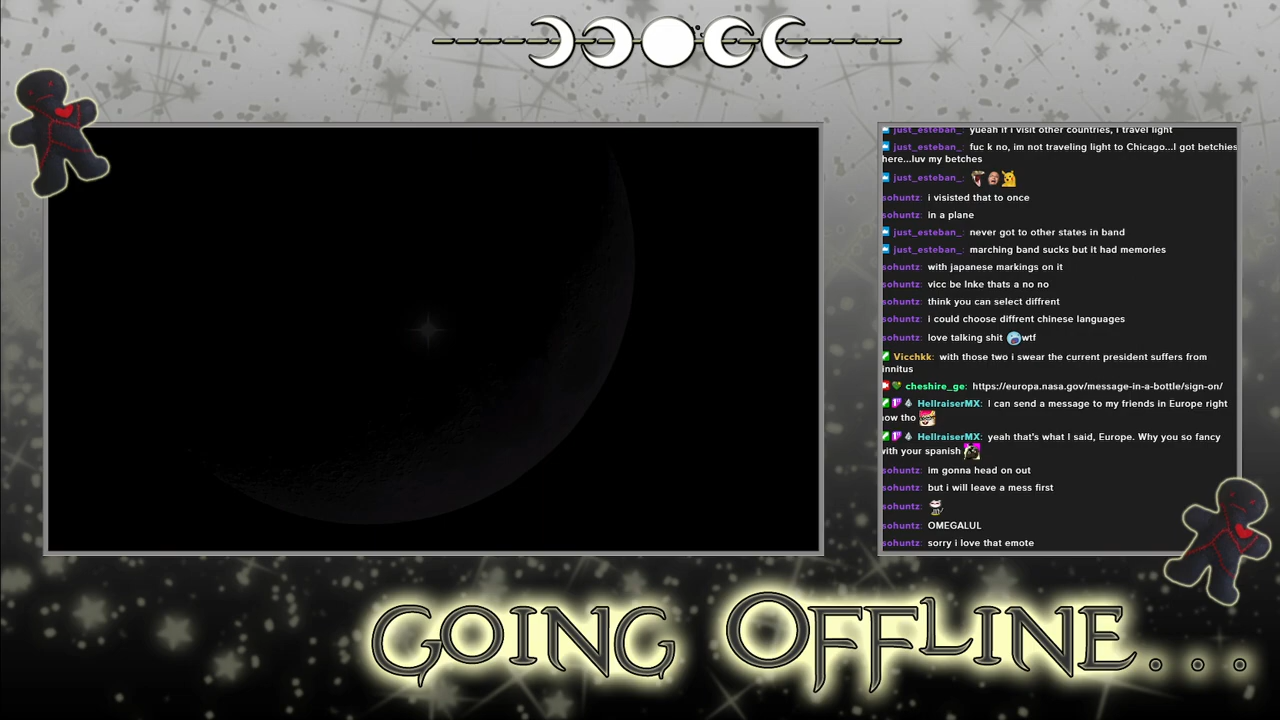 just_esteban_: yueah if i visit other countries, i travel light
just_esteban_: fuc k no, im not traveling light to Chicago...I got betchies
here...luv my betches
just_esteban_:
sohuntz: i visisted that to once
sohuntz: in a plane
just_esteban_: never got to other states in band
just_esteban_: marching band sucks but it had memories
sohuntz: with japanese markings on it
sohuntz: vicc be lnke thats a no no
sohuntz: think you can select diffrent
sohuntz: i could choose diffrent chinese languages
sohuntz: love talking shit wtf
Vicchkk: with those two i swear the current president suffers from
innitus
cheshire_ge: https://europa.nasa.gov/message-in-a-bottle/sign-on/
HellraiserMX: I can send a message to my friends in Europe right
now tho
HellraiserMX: yeah that's what I said, Europe. Why you so fancy
with your spanish
sohuntz: im gonna head on out
sohuntz: but i will leave a mess first
sohuntz:
sohuntz: OMEGALUL
sohuntz: sorry i love that emote
GOING OFFLINE...